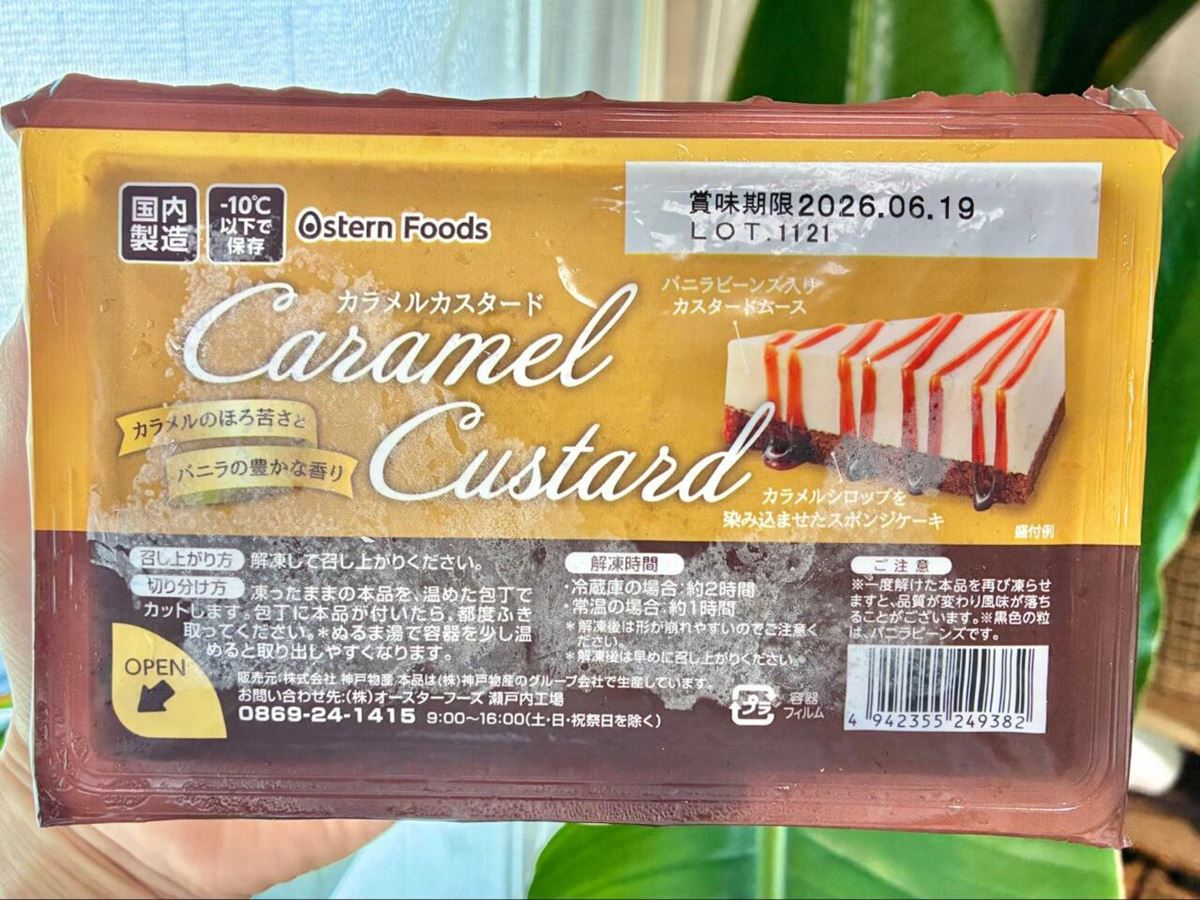 国内
製造
-10℃
以下で
保存
Ostern Foods
賞味期限2026.06.19
LOT.1121
カラメルカスタード
Caramel
Custard
バニラビーンズ入り
カスタードムース
カラメルのほろ苦さと
バニラの豊かな香り
カラメルシロップを
染み込ませたスポンジケーキ
盛付例
召し上がり方 解凍して召し上がりください。
切り分け方 凍ったままの本品を、温めた包丁で
カットします。包丁に本品が付いたら、都度ふき
取ってください。*ぬるま湯で容器を少し温
めると取り出しやすくなります。
解凍時間
・冷蔵庫の場合:約2時間
・常温の場合:約1時間
*解凍後は形が崩れやすいのでご注意く
ださい。
*解凍後は早めに召し上がりください。
ご注意
※一度解けた本品を再び凍らせ
ますと、品質が変わり風味が落ち
ることがございます。※黒色の粒
は、バニラビーンズです。
OPEN
販売元:株式会社 神戸物産 本品は(株)神戸物産のグループ会社で生産しています。
お問い合わせ先:(株)オースターフーズ 瀬戸内工場
0869-24-1415 9:00~16:00(土・日・祝祭日を除く)
プラ
容器
フィルム
4 942355 249382